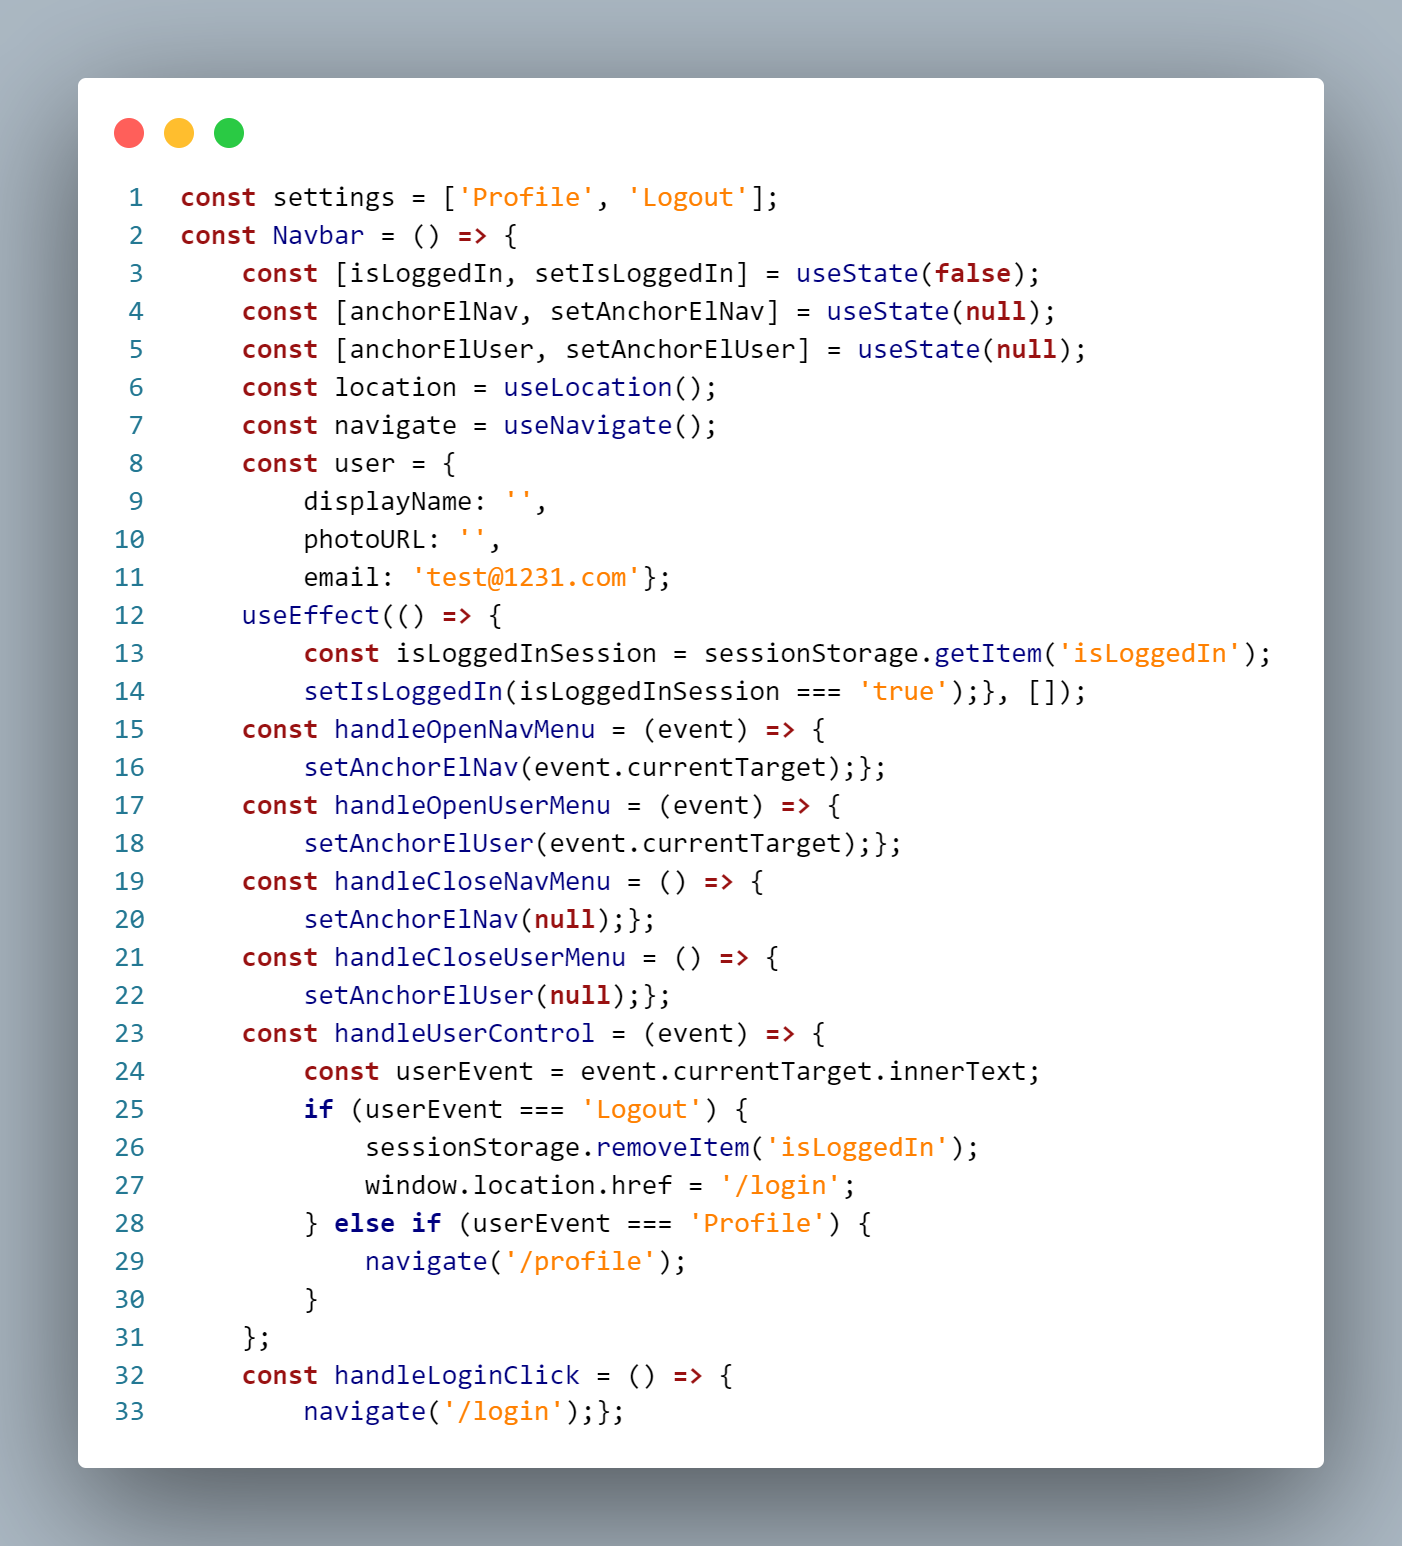 1 const settings = ['Profile', 'Logout'];
2 const Navbar = () => {
3     const [isLoggedIn, setIsLoggedIn] = useState(false);
4     const [anchorElNav, setAnchorElNav] = useState(null);
5     const [anchorElUser, setAnchorElUser] = useState(null);
6     const location = useLocation();
7     const navigate = useNavigate();
8     const user = {
9         displayName: '',
10         photoURL: '',
11         email: 'test@1231.com'};
12     useEffect(() => {
13         const isLoggedInSession = sessionStorage.getItem('isLoggedIn');
14         setIsLoggedIn(isLoggedInSession === 'true');}, []);
15     const handleOpenNavMenu = (event) => {
16         setAnchorElNav(event.currentTarget);};
17     const handleOpenUserMenu = (event) => {
18         setAnchorElUser(event.currentTarget);};
19     const handleCloseNavMenu = () => {
20         setAnchorElNav(null);};
21     const handleCloseUserMenu = () => {
22         setAnchorElUser(null);};
23     const handleUserControl = (event) => {
24         const userEvent = event.currentTarget.innerText;
25         if (userEvent === 'Logout') {
26             sessionStorage.removeItem('isLoggedIn');
27             window.location.href = '/login';
28         } else if (userEvent === 'Profile') {
29             navigate('/profile');
30         }
31     };
32     const handleLoginClick = () => {
33         navigate('/login');};